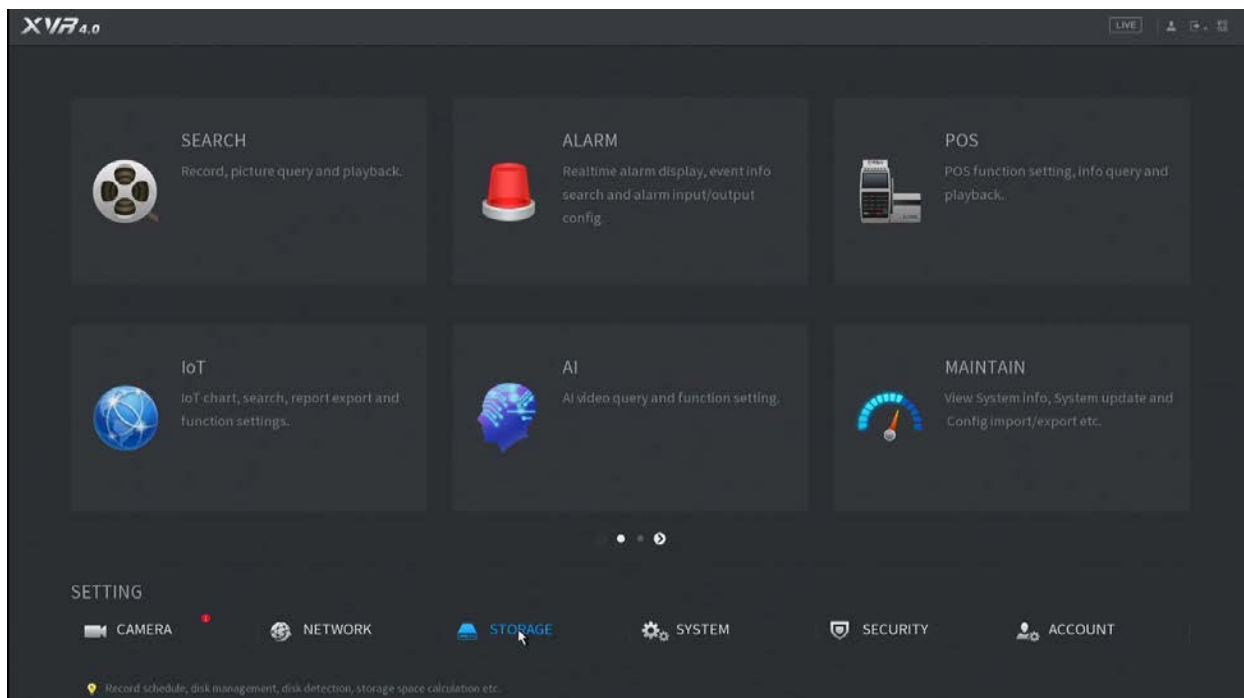 XVR 4.0
LIVE
SEARCH
Record, picture query and playback.
ALARM
Realtime alarm display, event info
search and alarm input/output
config.
POS
POS function setting, info query and
playback.
IoT
IoT chart, search, report export and
function settings.
AI
AI video query and function setting.
MAINTAIN
View System info, System update and
Config import/export etc.
SETTING
CAMERA
NETWORK
STORAGE
SYSTEM
SECURITY
ACCOUNT
Record schedule, disk management, disk detection, storage space calculation etc.